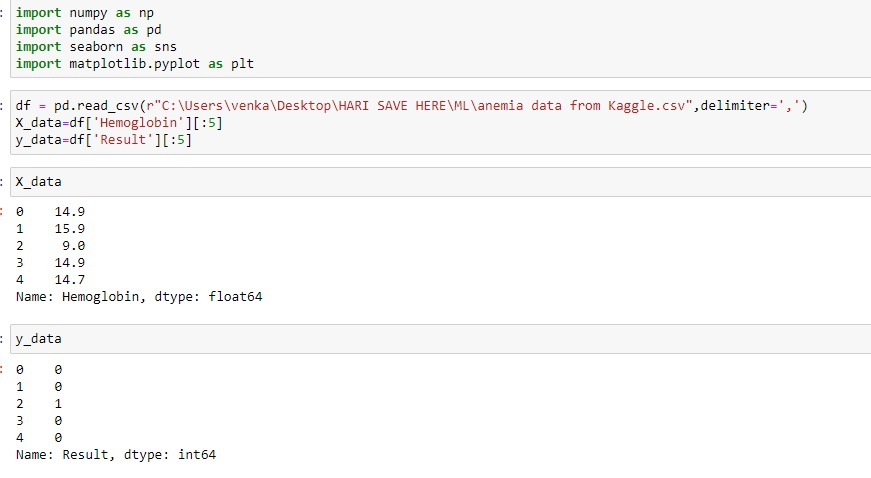 import numpy as np
import pandas as pd
import seaborn as sns
import matplotlib.pyplot as plt
df = pd.read_csv(r"C:\Users\venka\Desktop\HARI SAVE HERE\ML\anemia data from Kaggle.csv",delimiter=',')
X_data=df['Hemoglobin'][:5]
y_data=df['Result'][:5]
X_data
0    14.9
1    15.9
2     9.0
3    14.9
4    14.7
Name: Hemoglobin, dtype: float64
y_data
0    0
1    0
2    1
3    0
4    0
Name: Result, dtype: int64